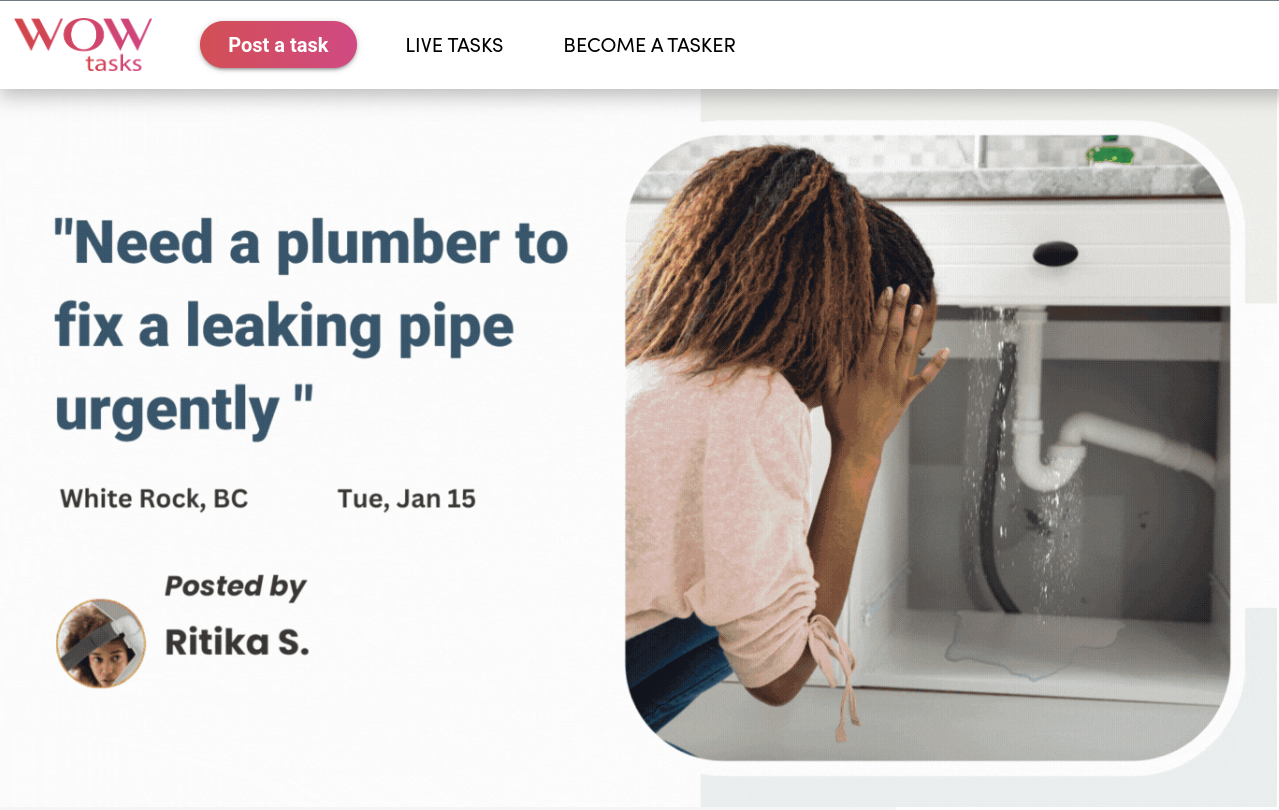 WOW
tasks
Post a task
LIVE TASKS
BECOME A TASKER
"Need a plumber to
fix a leaking pipe
urgently "
White Rock, BC
Tue, Jan 15
Posted by
Ritika S.